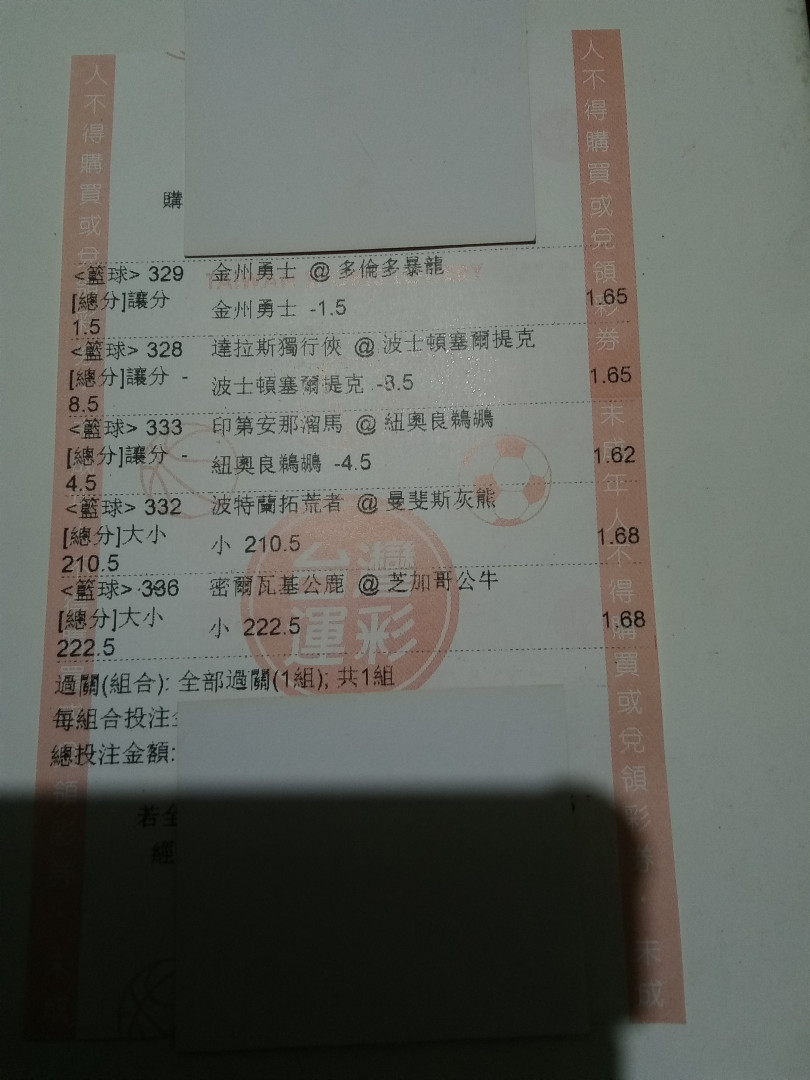 人不得購買或兌
人不得購買或兌領彩券
未成年人不得購買或兌領彩券
未成
購
<籃球> 329 金州勇士 @ 多倫多暴龍
[總分]讓分 金州勇士 -1.5 1.65
1.5
<籃球> 328 達拉斯獨行俠 @ 波士頓塞爾提克
[總分]讓分 - 波士頓塞爾提克 -8.5 1.65
8.5
<籃球> 333 印第安那溜馬 @ 紐奧良鵜鶘
[總分]讓分 - 紐奧良鵜鶘 -4.5 1.62
4.5
<籃球> 332 波特蘭拓荒者 @ 曼斐斯灰熊
[總分]大小 小 210.5 1.68
210.5
<籃球> 336 密爾瓦基公鹿 @ 芝加哥公牛
[總分]大小 小 222.5 1.68
222.5
台灣
運彩
過關(組合): 全部過關(1組); 共1組
每組合投注
總投注金額:
若
經